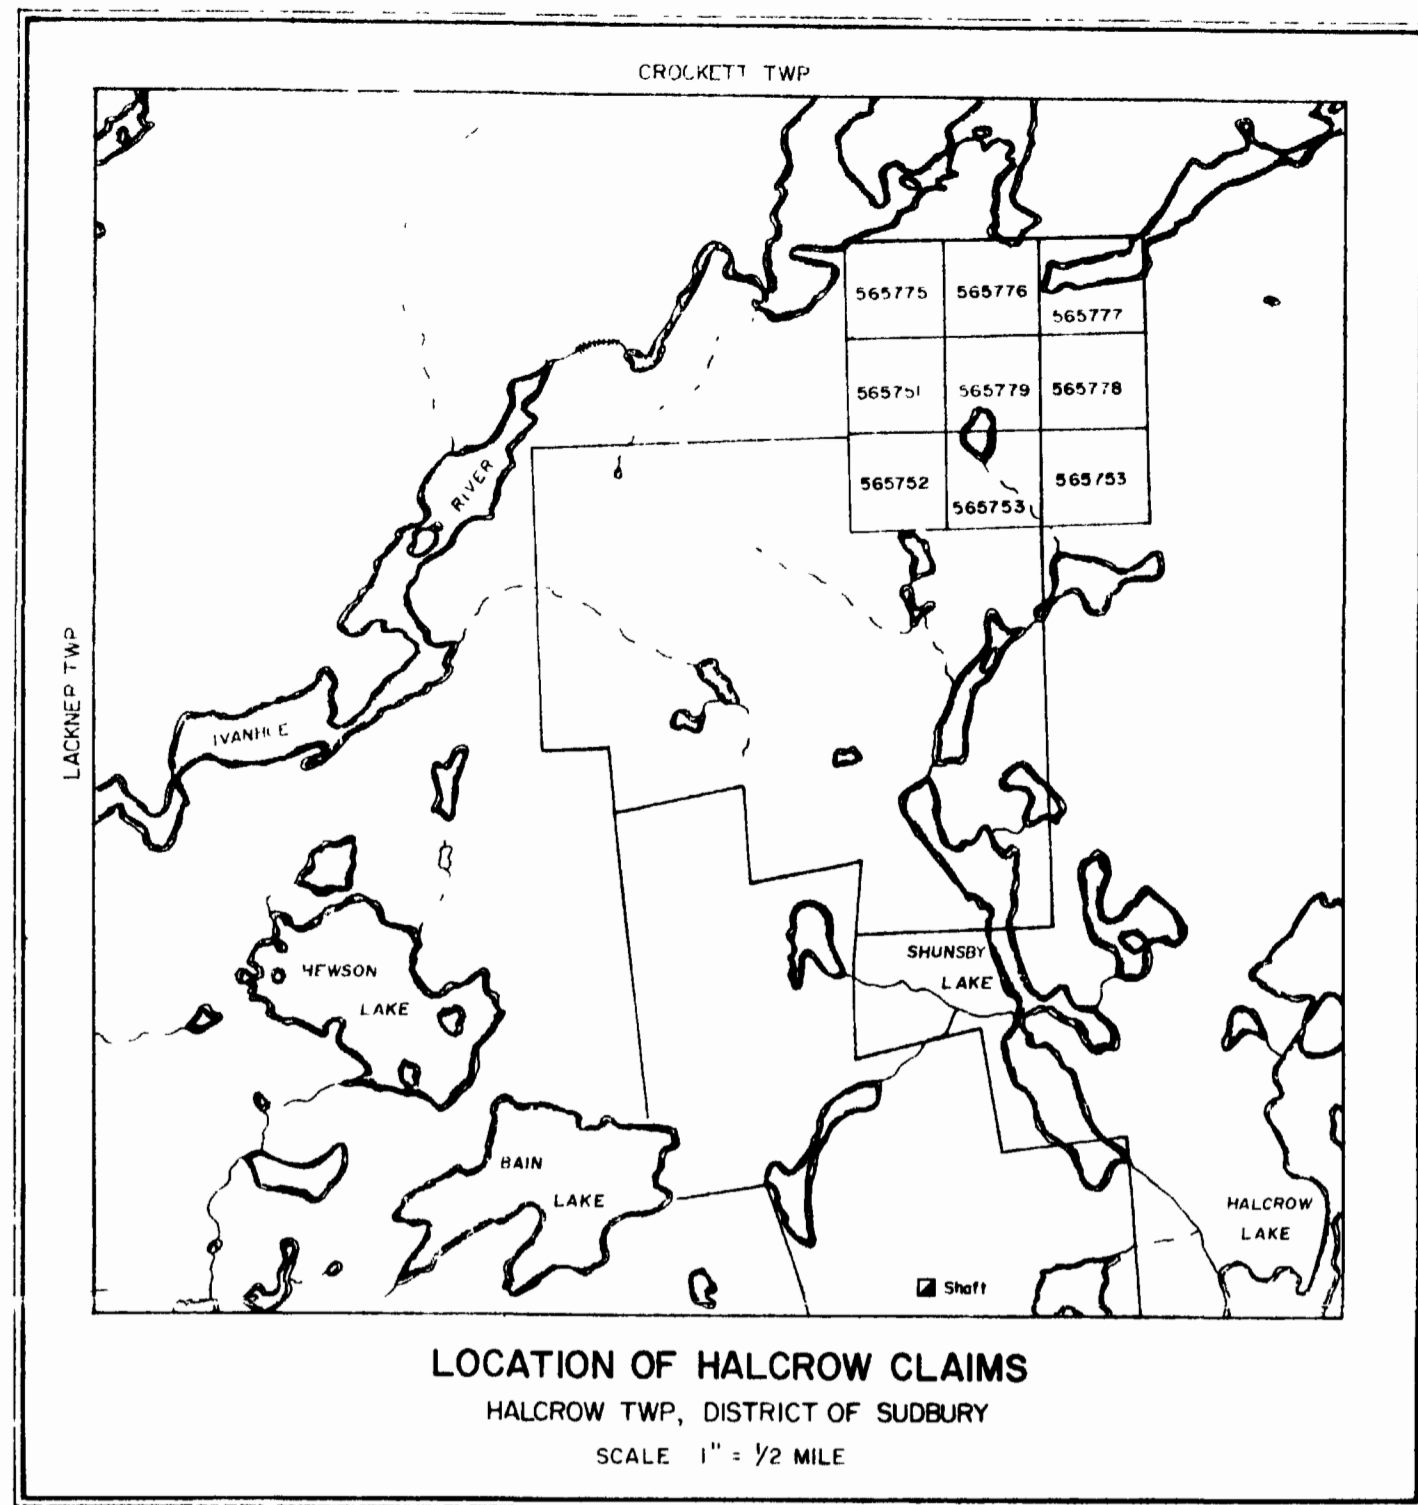 CROCKETT TWP
565775 565776
565777
565751 565779 565778
565752 565753
565753
RIVER
LACKNER TWP
IVANHOE
SHUNSBY
LAKE
HEWSON
LAKE
BAIN
LAKE
HALCROW
LAKE
Shaft
LOCATION OF HALCROW CLAIMS
HALCROW TWP, DISTRICT OF SUDBURY
SCALE 1" = 1/2 MILE